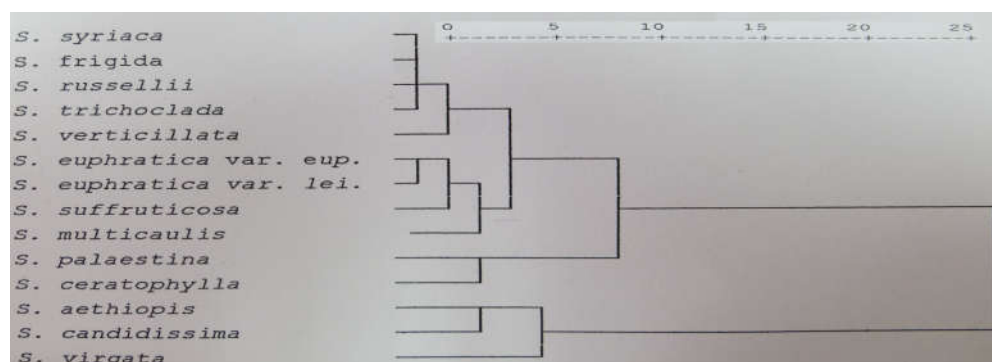 0 5 10 15 20 25
S. syriaca
S. frigida
S. russellii
S. trichoclada
S. verticillata
S. euphratica var. eup.
S. euphratica var. lei.
S. suffruticosa
S. multicaulis
S. palaestina
S. ceratophylla
S. aethiopis
S. candidissima
S. virgata